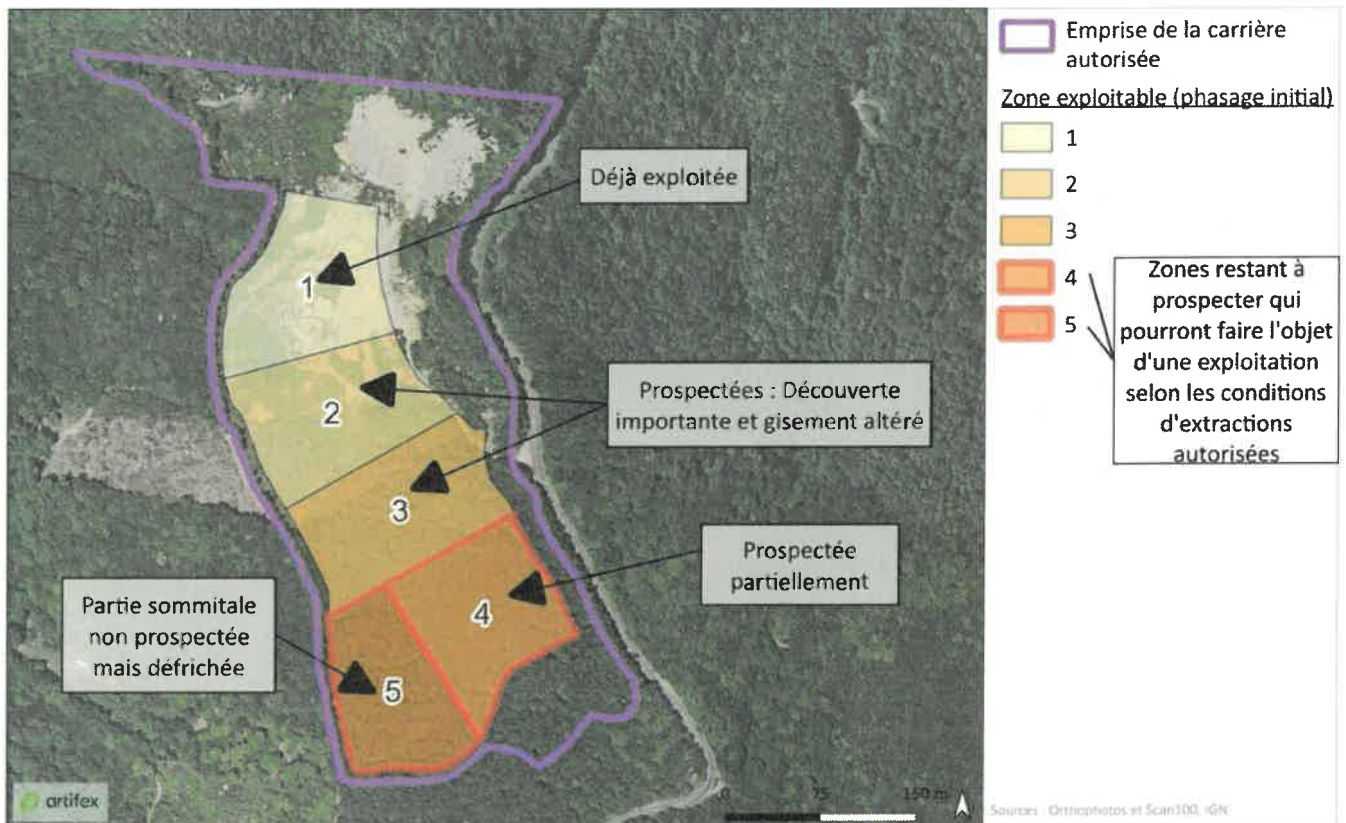 Emprise de la carrière
autorisée
Zone exploitable (phasage initial)
1
2
3
4
5
Zones restant à
prospecter qui
pourront faire l'objet
d'une exploitation
selon les conditions
d'extractions
autorisées
Déjà exploitée
1
Prospectées : Découverte
importante et gisement altéré
2
3
Prospectée
partiellement
4
Partie sommitale
non prospectée
mais défrichée
5
artifex
0 75 150 m
Sources : Orthophotos et Scan100, IGN